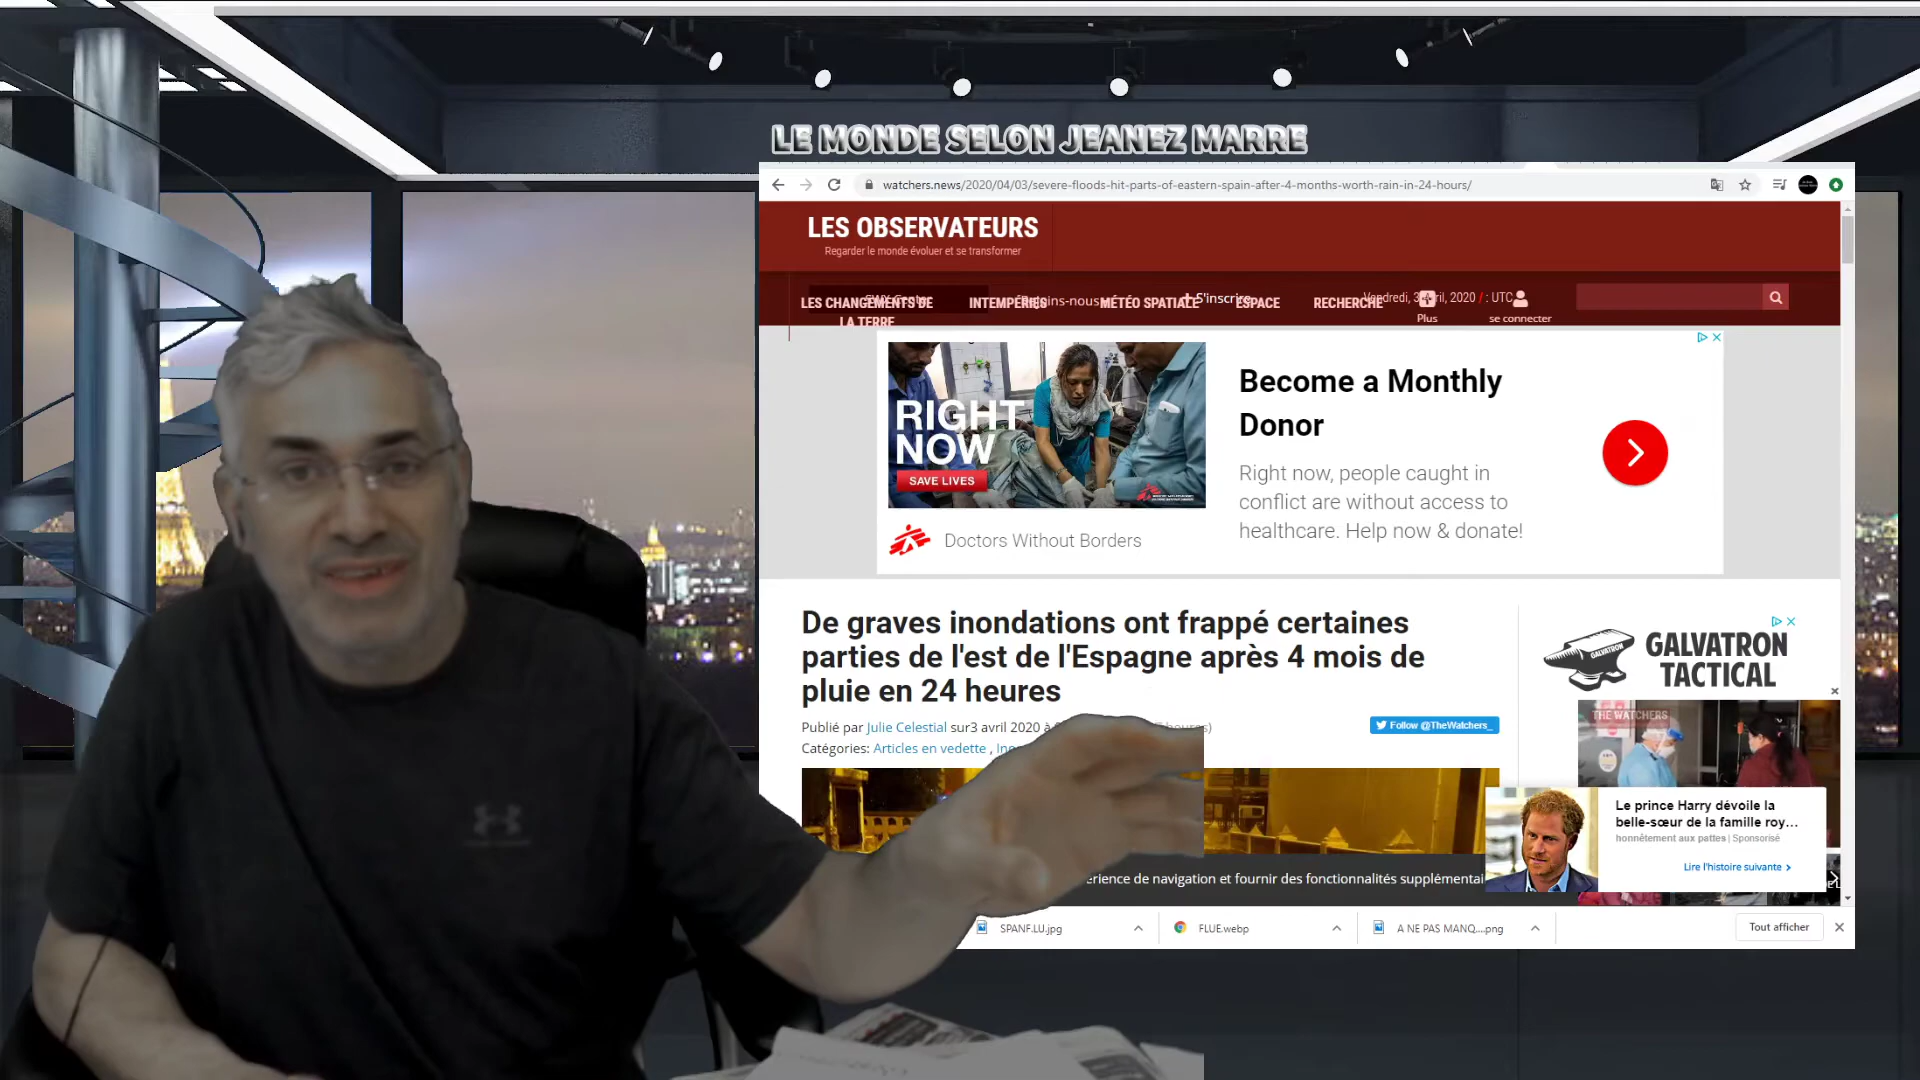 LE MONDE SELON JEANEZ MARRE
watchers.news/2020/04/03/severe-floods-hit-parts-of-eastern-spain-after-4-months-worth-rain-in-24-hours/
LES OBSERVATEURS
Regarder le monde évoluer et se transformer
LES CHANGEMENTS DE
LA TERRE
INTEMPÉRIES
MÉTÉO SPATIALE
S'inscrire
ESPACE
RECHERCHE
Plus
se connecter
RIGHT
NOW
SAVE LIVES
Become a Monthly
Donor
Right now, people caught in
conflict are without access to
healthcare. Help now & donate!
Doctors Without Borders
De graves inondations ont frappé certaines
parties de l'est de l'Espagne après 4 mois de
pluie en 24 heures
Publié par Julie Celestial sur3 avril 2020 à
Follow @TheWatchers_
Catégories: Articles en vedette ,
GALVATRON
GALVATRON
TACTICAL
THE WATCHERS
Le prince Harry dévoile la
belle-sœur de la famille roy...
honnêtement aux pattes | Sponsorisé
Lire l'histoire suivante >
de navigation et fournir des fonctionnalités
SPANF.LU.jpg
FLUE.webp
A NE PAS MANQ....png
Tout afficher